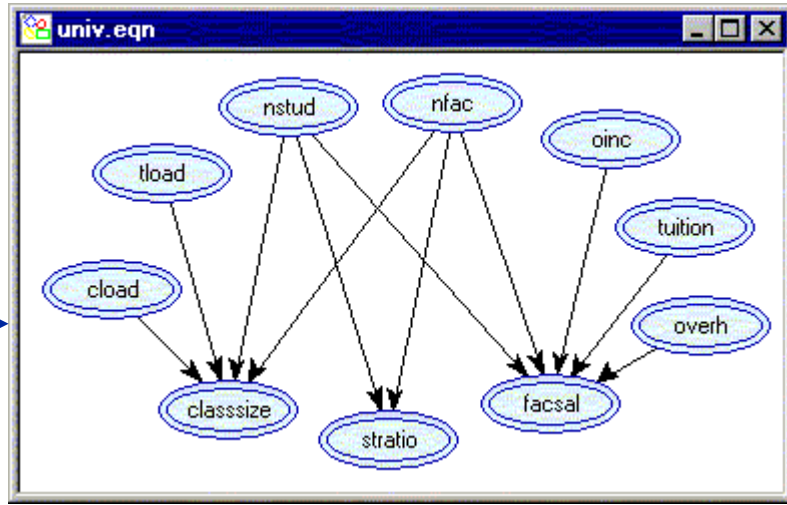 univ.eqn
nstud
nfac
oinc
tload
tuition
cload
overh
classsize
stratio
facsal